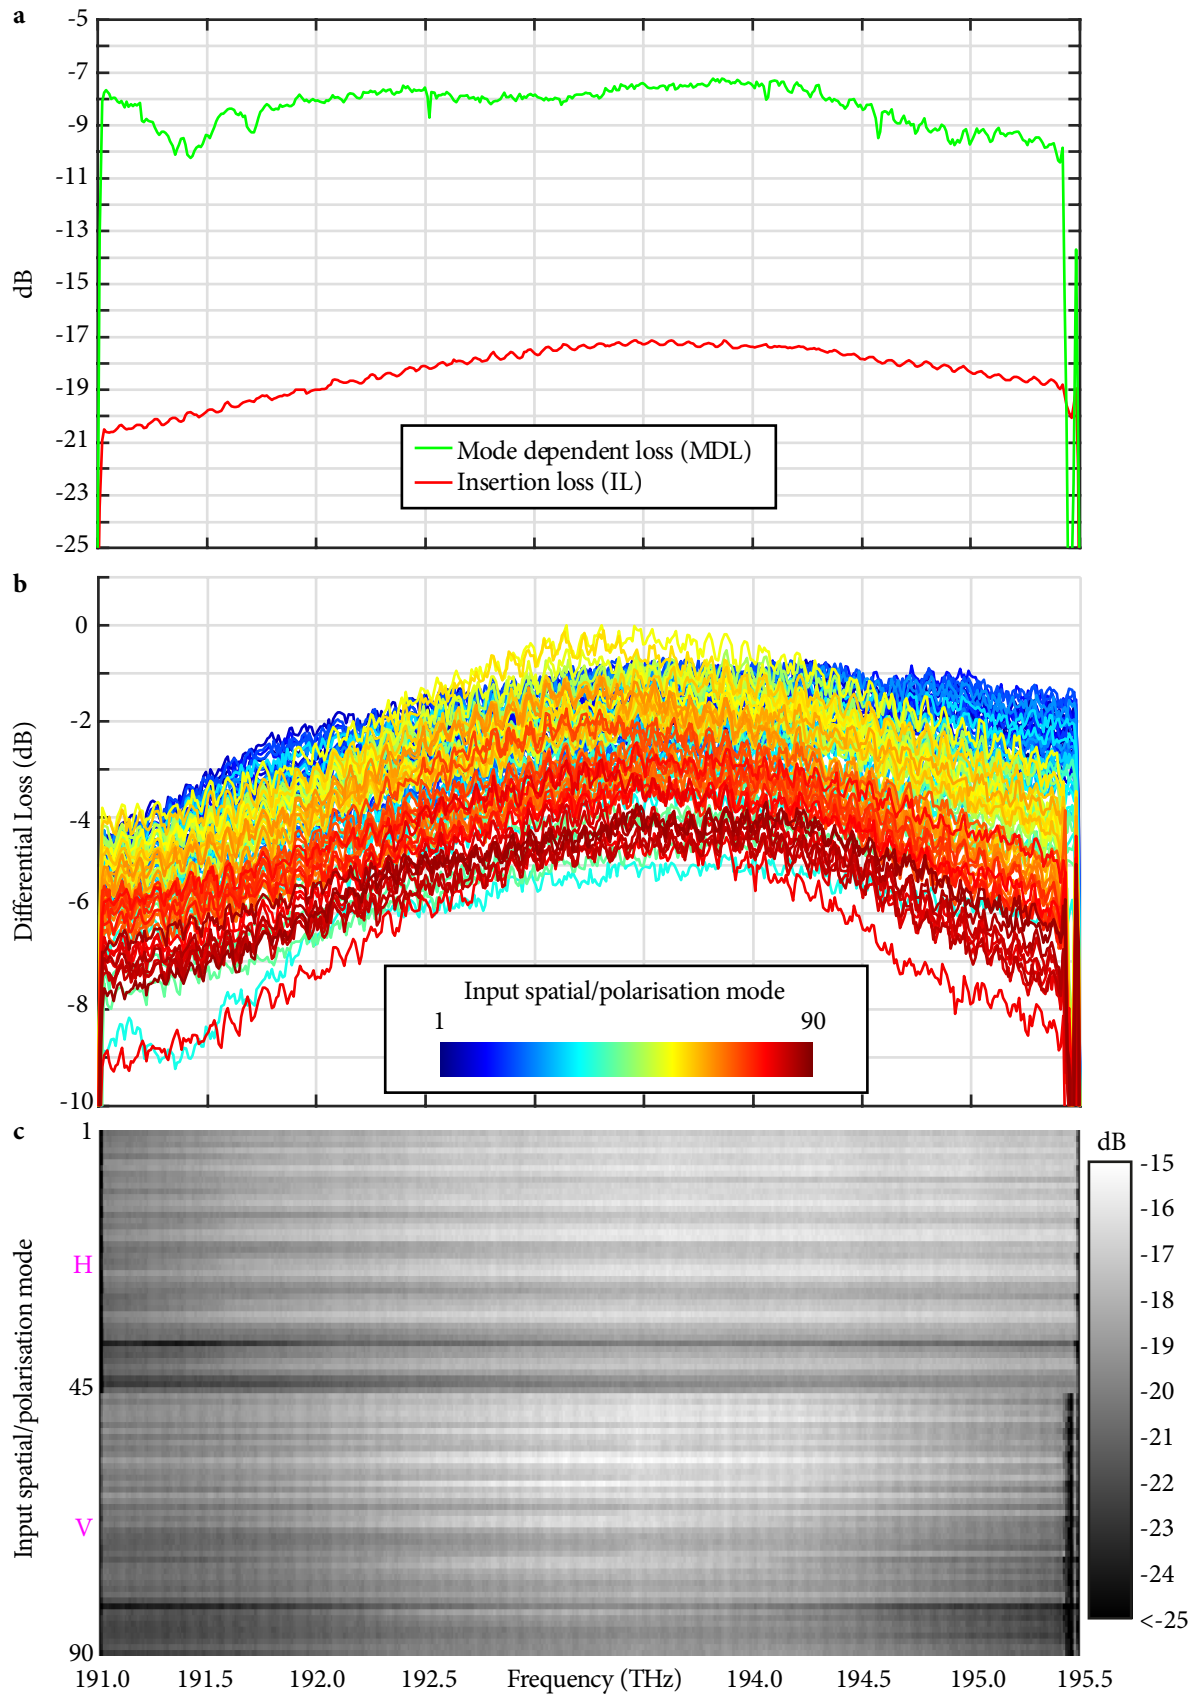 a
-5
-7
-9
-11
-13
-15
-17
-19
-21
-23
-25
dB
Mode dependent loss (MDL)
Insertion loss (IL)
b
0
-2
-4
-6
-8
-10
Differential Loss (dB)
Input spatial/polarisation mode
1 90
c
1
H
45
V
90
Input spatial/polarisation mode
191.0 191.5 192.0 192.5 Frequency (THz) 194.0 194.5 195.0 195.5
dB
-15
-16
-17
-18
-19
-20
-21
-22
-23
-24
<-25